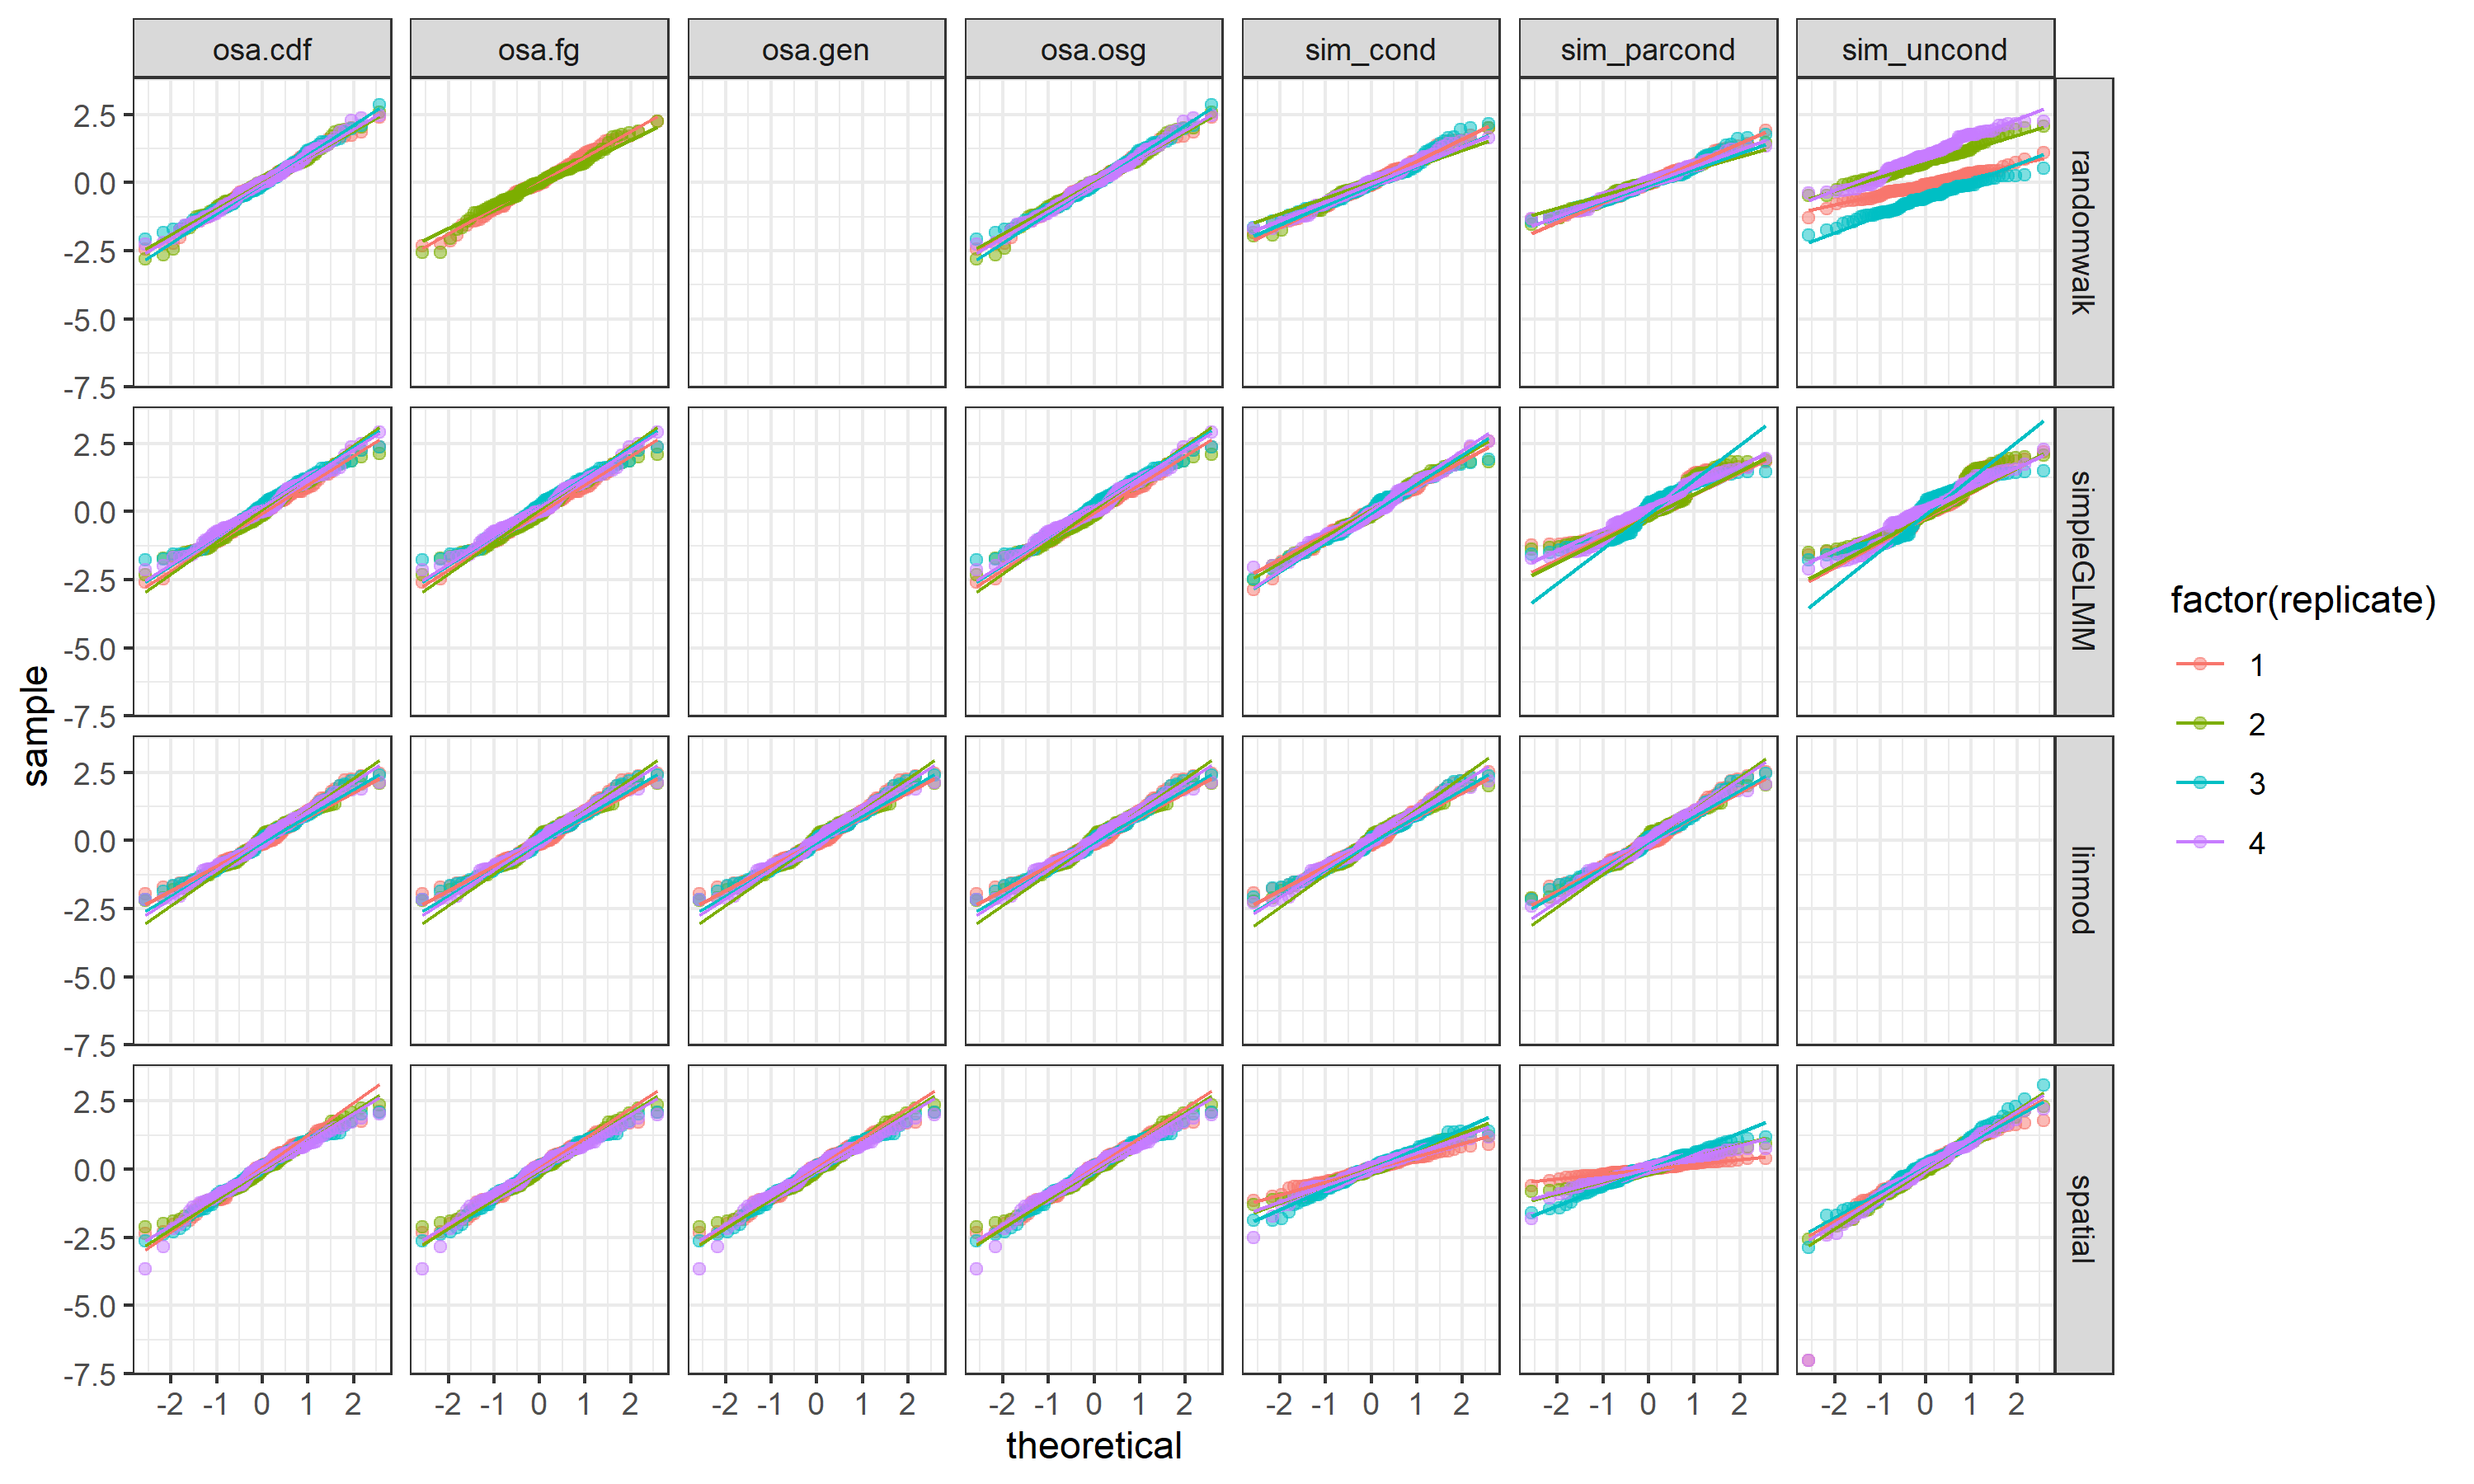 osa.cdf osa.fg osa.gen osa.osg sim_cond sim_parcond sim_uncond
2.5
0.0
-2.5
-5.0
-7.5
randomwalk
2.5
0.0
-2.5
-5.0
-7.5
simpleGLMM
2.5
0.0
-2.5
-5.0
-7.5
linmod
2.5
0.0
-2.5
-5.0
-7.5
spatial
-2 -1 0 1 2 -2 -1 0 1 2 -2 -1 0 1 2 -2 -1 0 1 2 -2 -1 0 1 2 -2 -1 0 1 2 -2 -1 0 1 2
theoretical
sample
factor(replicate)
1
2
3
4